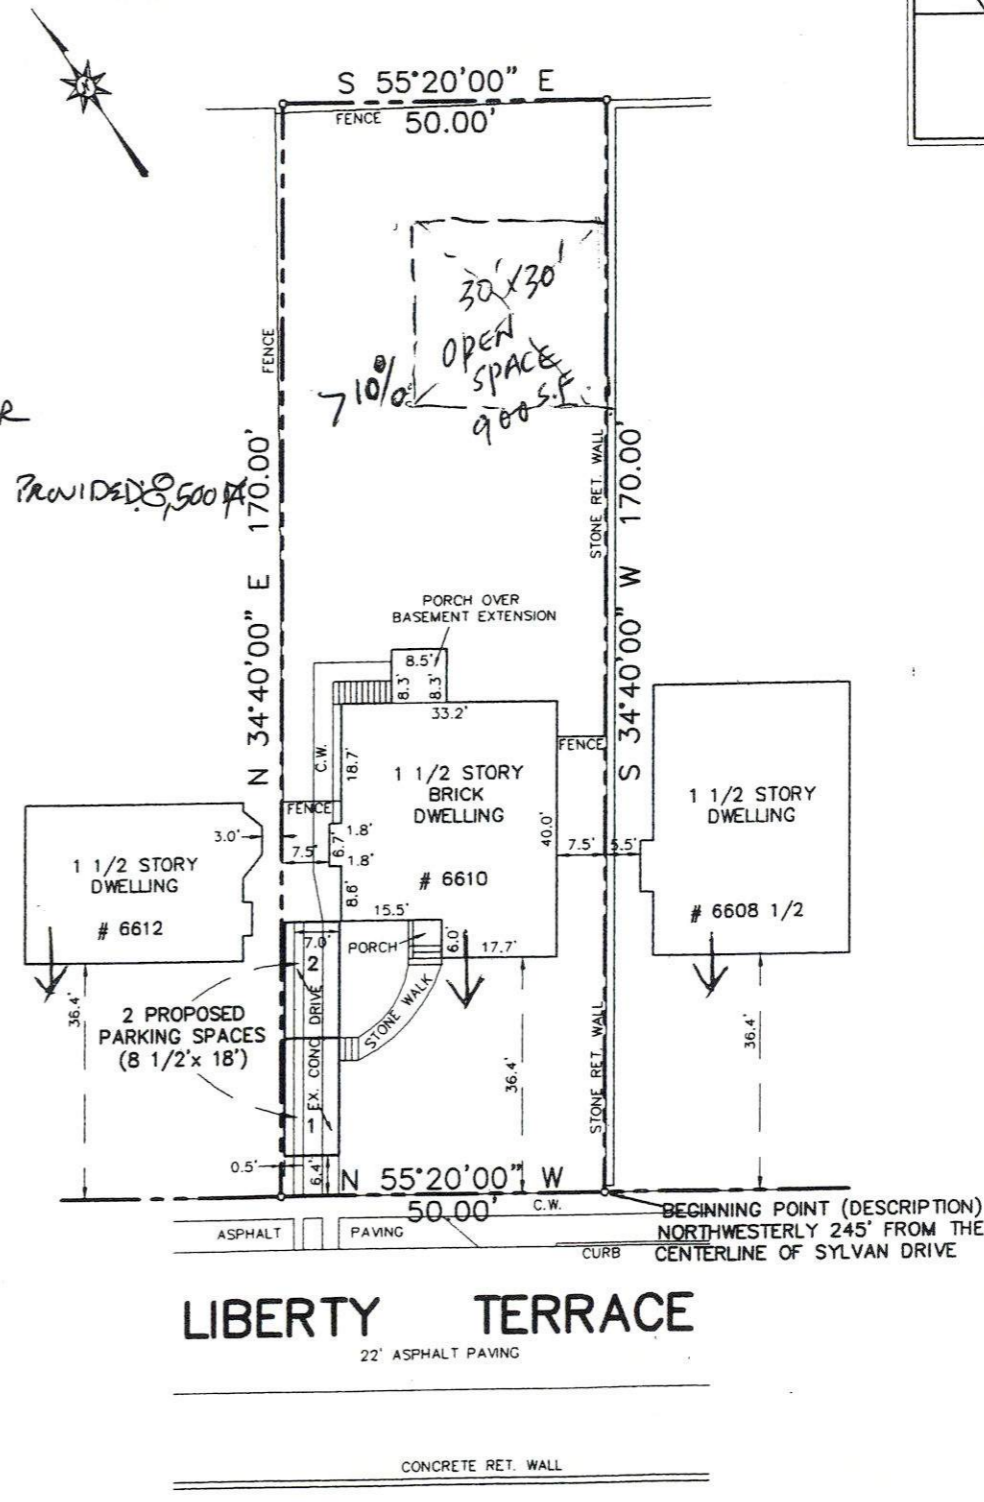 S 55°20'00" E
FENCE 50.00'
30'x30'
OPEN
SPACE
900 S.F.
> 10%
FENCE
R
PROVIDED: 8,500
N 34°40'00" E 170.00'
STONE RET. WALL
S 34°40'00" W 170.00'
PORCH OVER
BASEMENT EXTENSION
8.5'
8.3'
8.3'
33.2'
C.W.
18.7'
FENCE
FENCE
1 1/2 STORY
BRICK
DWELLING
# 6610
40.0'
1 1/2 STORY
DWELLING
# 6608 1/2
3.0'
7.5'
6.7'
1.8'
1.8'
8.6'
7.5'
5.5'
1 1/2 STORY
DWELLING
# 6612
15.5'
7.0'
PORCH
6.0'
17.7'
2
STONE WALK
36.4'
2 PROPOSED
PARKING SPACES
(8 1/2'x 18')
EX. CONC DRIVE
1
36.4'
36.4'
STONE RET. WALL
0.5'
6.4'
N 55°20'00" W
50.00'
C.W.
BEGINNING POINT (DESCRIPTION)
NORTHWESTERLY 245' FROM THE
CENTERLINE OF SYLVAN DRIVE
ASPHALT PAVING
CURB
LIBERTY TERRACE
22' ASPHALT PAVING
CONCRETE RET. WALL